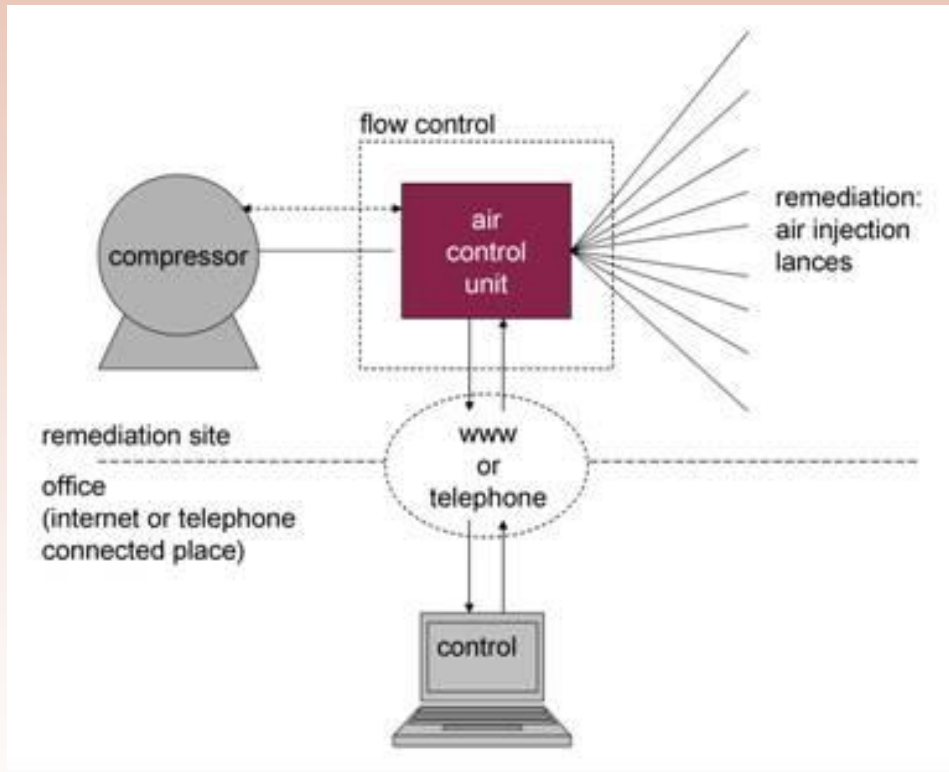 flow control
compressor
air
control
unit
remediation:
air injection
lances
remediation site
www
or
telephone
office
(internet or telephone
connected place)
control